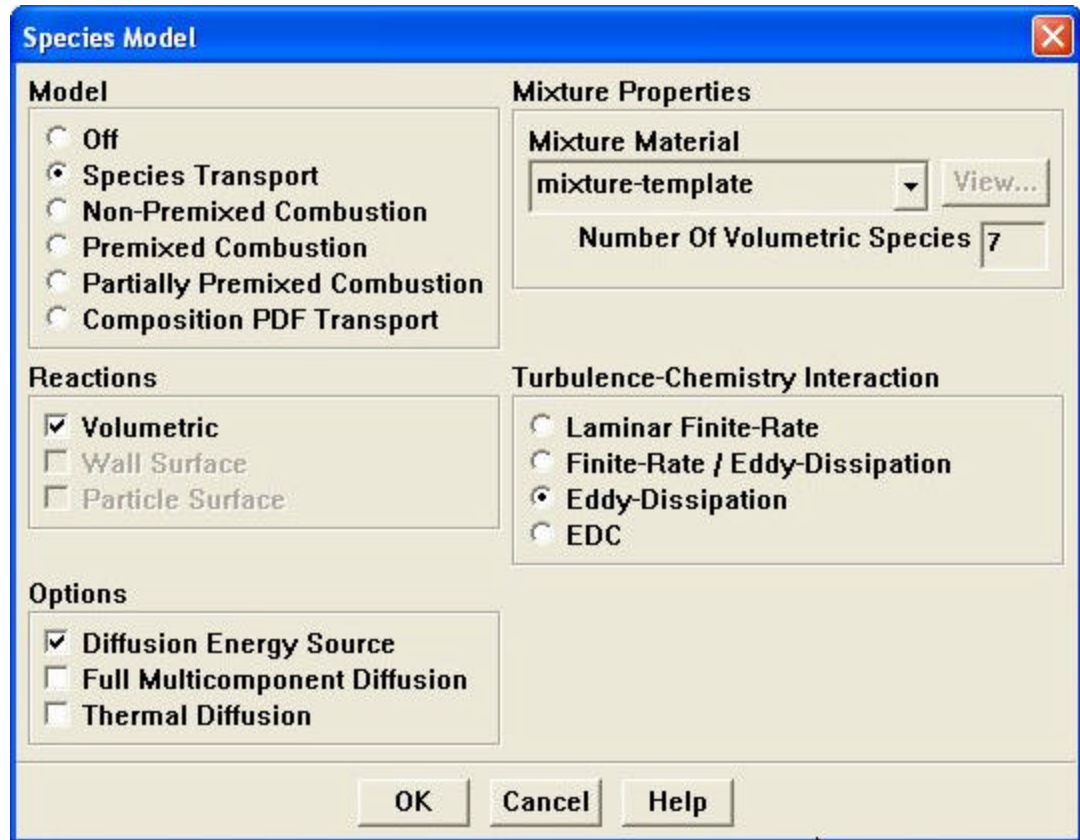 Species Model
Model
Off
Species Transport
Non-Premixed Combustion
Premixed Combustion
Partially Premixed Combustion
Composition PDF Transport
Mixture Properties
Mixture Material
mixture-template
View...
Number Of Volumetric Species 7
Reactions
Volumetric
Wall Surface
Particle Surface
Turbulence-Chemistry Interaction
Laminar Finite-Rate
Finite-Rate / Eddy-Dissipation
Eddy-Dissipation
EDC
Options
Diffusion Energy Source
Full Multicomponent Diffusion
Thermal Diffusion
OK Cancel Help